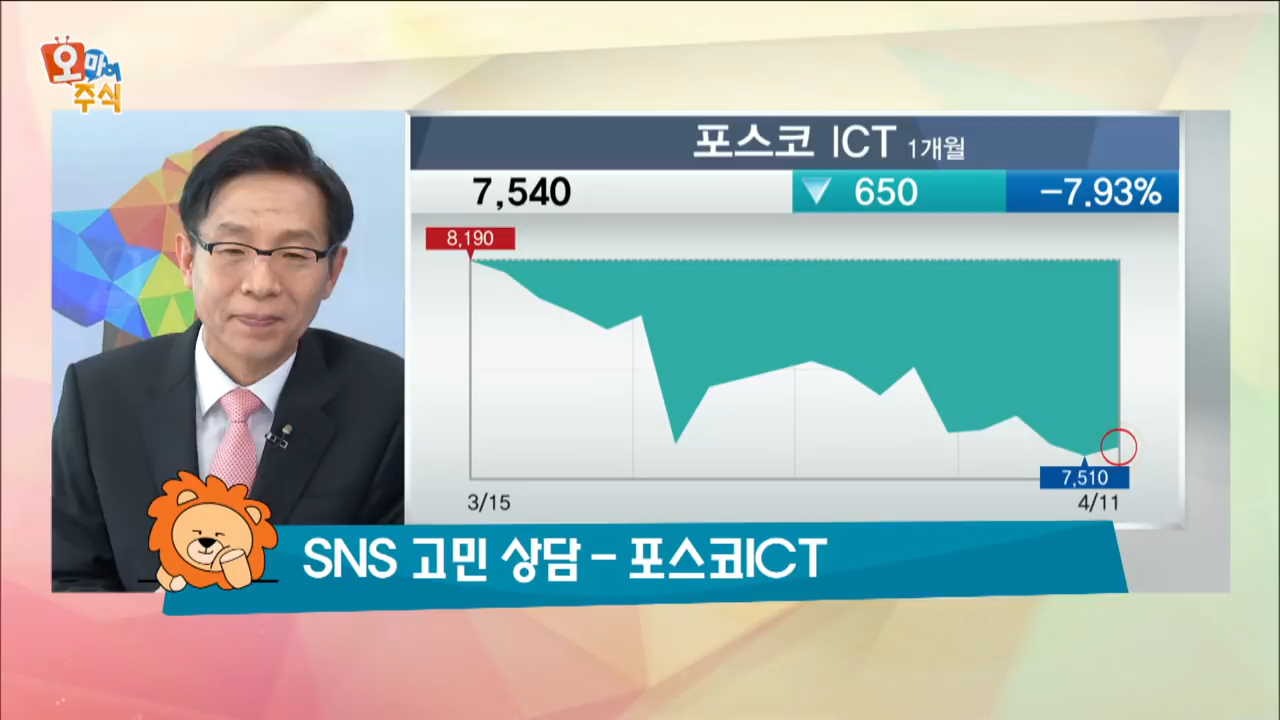 오마이
주식
포스코 ICT 1개월
7,540 ▼ 650 -7.93%
8,190
7,510
3/15 4/11
SNS 고민 상담 - 포스코ICT